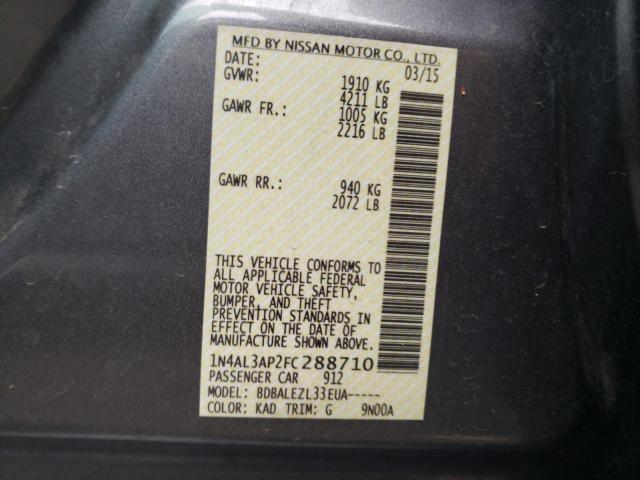 MFD BY NISSAN MOTOR CO., LTD.
DATE: 03/15
GVWR: 1910 KG
4211 LB
GAWR FR.: 1005 KG
2216 LB
GAWR RR.: 940 KG
2072 LB
THIS VEHICLE CONFORMS TO
ALL APPLICABLE FEDERAL
MOTOR VEHICLE SAFETY,
BUMPER, AND THEFT
PREVENTION STANDARDS IN
EFFECT ON THE DATE OF
MANUFACTURE SHOWN ABOVE.
1N4AL3AP2FC288710
PASSENGER CAR 912
MODEL: BDBALEZL33EUA-----
COLOR: KAD TRIM: G 9N00A